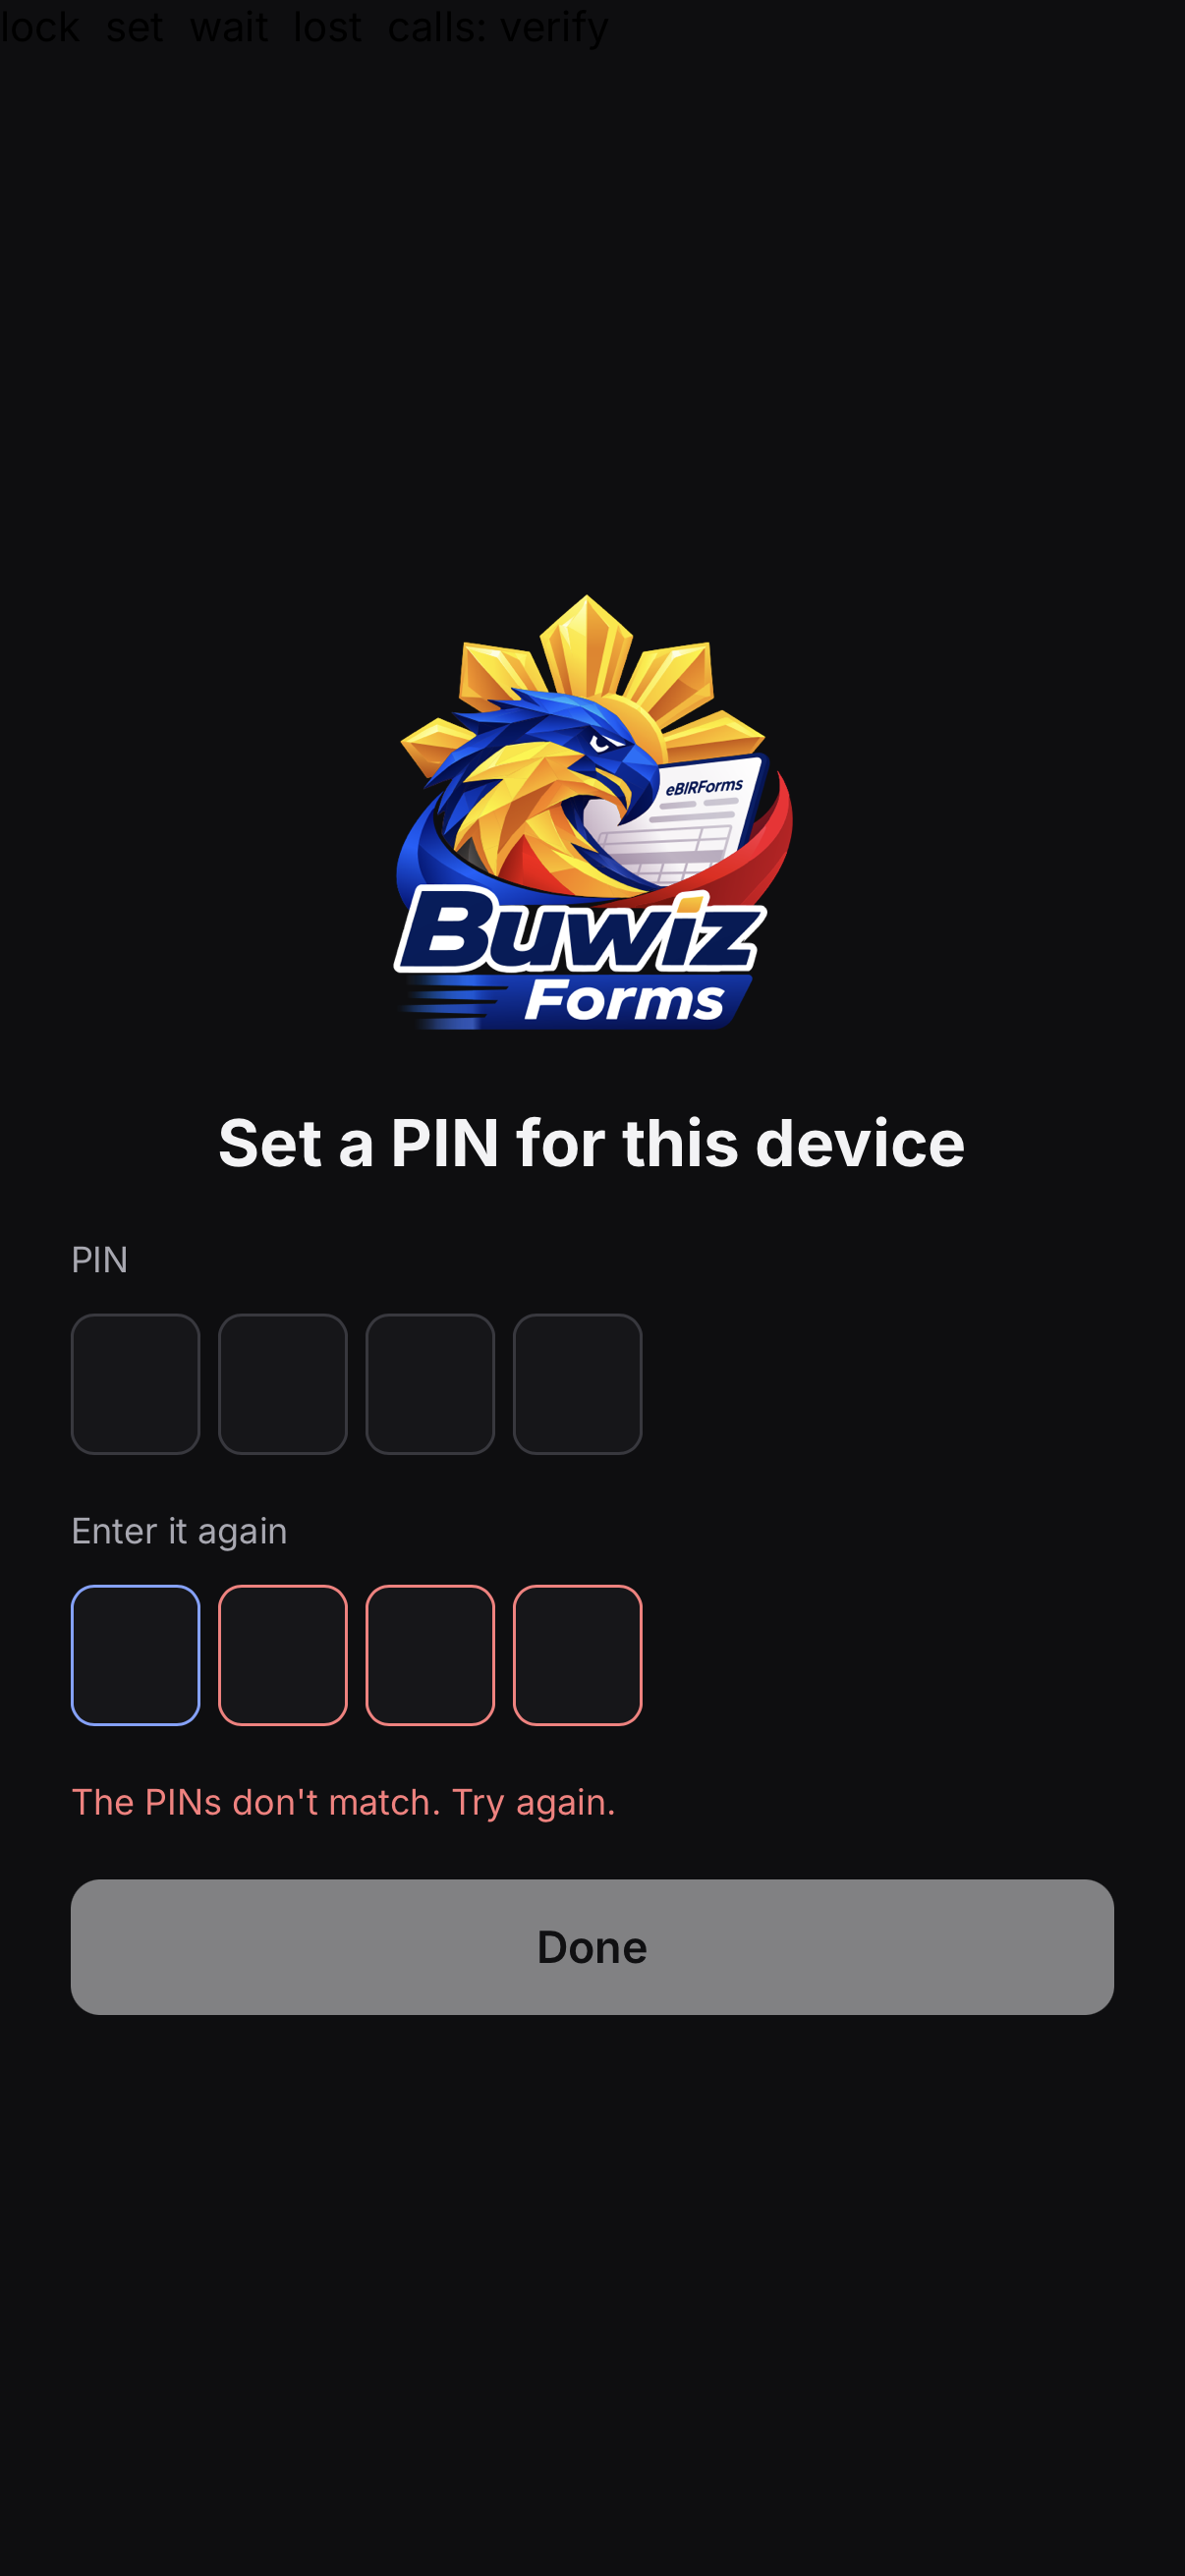 lock set wait lost calls: verify
eBIRForms
Buwiz
Forms
Set a PIN for this device
PIN
Enter it again
The PINs don't match. Try again.
Done